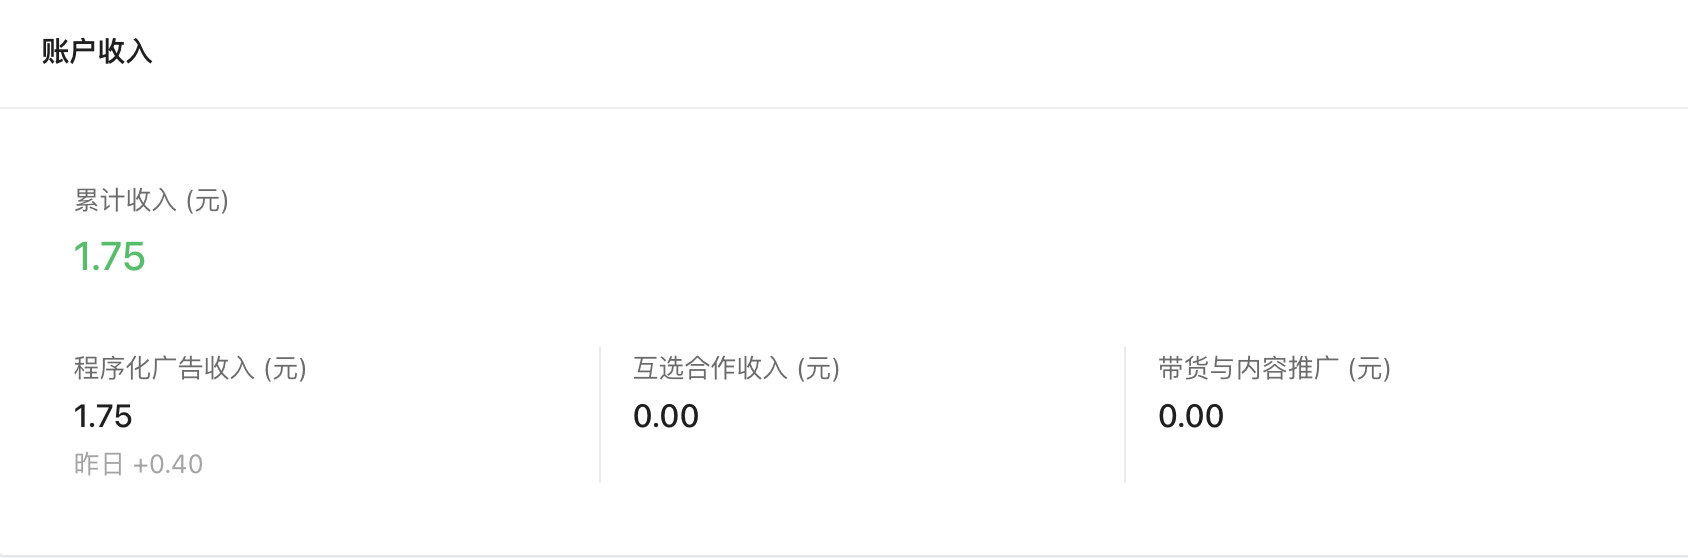 账户收入
累计收入 (元)
1.75
程序化广告收入 (元)
1.75
昨日 +0.40
互选合作收入 (元)
0.00
带货与内容推广 (元)
0.00